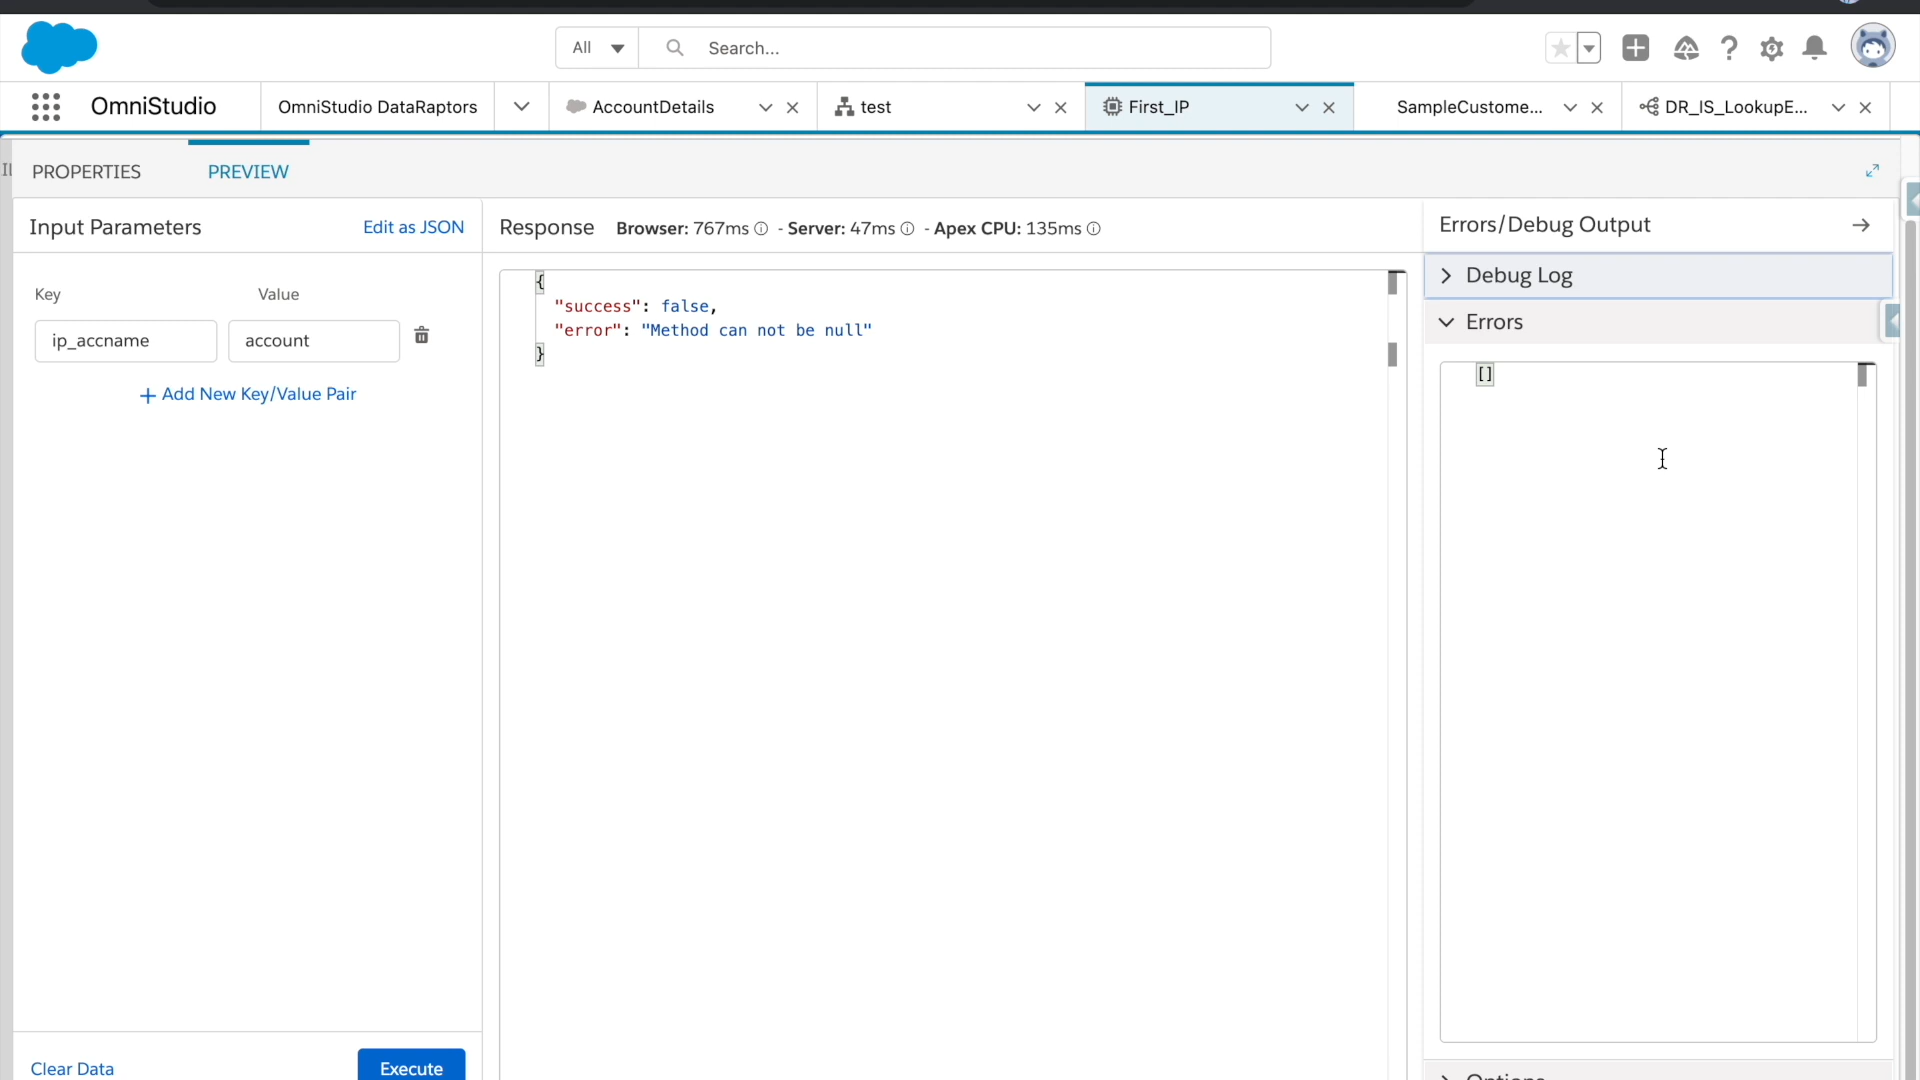 All
Search...
OmniStudio
OmniStudio DataRaptors
AccountDetails
test
First_IP
SampleCustome...
DR_IS_LookupE...
PROPERTIES
PREVIEW
Input Parameters
Edit as JSON
Key
Value
ip_accname
account
Add New Key/Value Pair
Clear Data
Execute
Response
Browser: 767ms - Server: 47ms - Apex CPU: 135ms
{
"success": false,
"error": "Method can not be null"
}
Errors/Debug Output
Debug Log
Errors
[]
Options